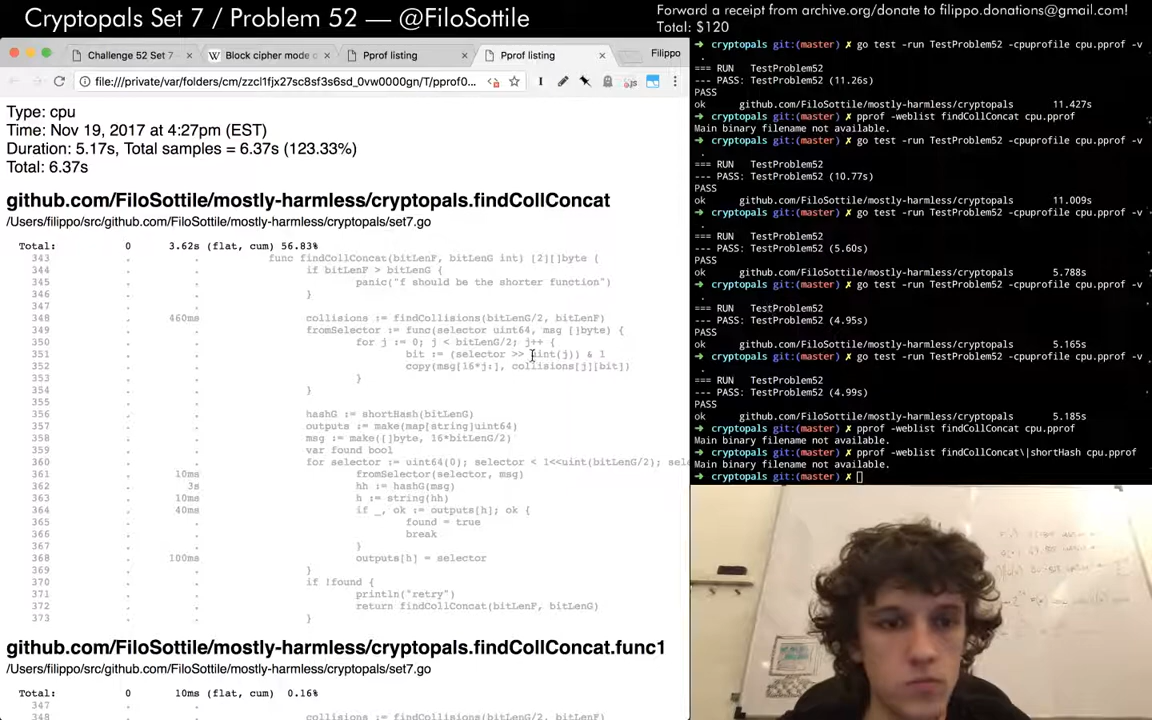 Cryptopals Set 7 / Problem 52 — @FiloSottile
Forward a receipt from archive.org/donate to filippo.donations@gmail.com!
Total: $120
Challenge 52 Set 7 -
Block cipher mode o
Pprof listing
Pprof listing
Filippo
file:///private/var/folders/cm/zzcl1fjx27sc8sf3s6sd_0vw0000gn/T/pprof0...
Type: cpu
Time: Nov 19, 2017 at 4:27pm (EST)
Duration: 5.17s, Total samples = 6.37s (123.33%)
Total: 6.37s
github.com/FiloSottile/mostly-harmless/cryptopals.findCollConcat
/Users/filippo/src/github.com/FiloSottile/mostly-harmless/cryptopals/set7.go
Total: 0 3.62s (flat, cum) 56.83%
343 . . func findCollConcat(bitLenF, bitLenG int) [2][]byte {
344 . . if bitLenF > bitLenG {
345 . . panic("f should be the shorter function")
346 . . }
347 . .
348 . 460ms collisions := findCollisions(bitLenG/2, bitLenF)
349 . . fromSelector := func(selector uint64, msg []byte) {
350 . . for j := 0; j < bitLenG/2; j++ {
351 . . bit := (selector >> uint(j)) & 1
352 . . copy(msg[16*j:], collisions[j][bit])
353 . . }
354 . . }
355 . .
356 . . hashG := shortHash(bitLenG)
357 . . outputs := make(map[string]uint64)
358 . . msg := make([]byte, 16*bitLenG/2)
359 . . var found bool
360 . . for selector := uint64(0); selector < 1<<uint(bitLenG/2); sel
361 . 10ms fromSelector(selector, msg)
362 . 3s hh := hashG(msg)
363 . 10ms h := string(hh)
364 . 40ms if _, ok := outputs[h]; ok {
365 . . found = true
366 . . break
367 . . }
368 . 100ms outputs[h] = selector
369 . . }
370 . . if !found {
371 . . println("retry")
372 . . return findCollConcat(bitLenF, bitLenG)
373 . . }
github.com/FiloSottile/mostly-harmless/cryptopals.findCollConcat.func1
/Users/filippo/src/github.com/FiloSottile/mostly-harmless/cryptopals/set7.go
Total: 0 10ms (flat, cum) 0.16%
347 . .
348 . . collisions := findCollisions(bitLenG/2, bitLenF)
➜ cryptopals git:(master) ✗ go test -run TestProblem52 -cpuprofile cpu.pprof -v
.
=== RUN TestProblem52
--- PASS: TestProblem52 (11.26s)
PASS
ok github.com/FiloSottile/mostly-harmless/cryptopals 11.427s
➜ cryptopals git:(master) ✗ pprof -weblist findCollConcat cpu.pprof
Main binary filename not available.
➜ cryptopals git:(master) ✗ go test -run TestProblem52 -cpuprofile cpu.pprof -v
.
=== RUN TestProblem52
--- PASS: TestProblem52 (10.77s)
PASS
ok github.com/FiloSottile/mostly-harmless/cryptopals 11.009s
➜ cryptopals git:(master) ✗ go test -run TestProblem52 -cpuprofile cpu.pprof -v
.
=== RUN TestProblem52
--- PASS: TestProblem52 (5.60s)
PASS
ok github.com/FiloSottile/mostly-harmless/cryptopals 5.788s
➜ cryptopals git:(master) ✗ go test -run TestProblem52 -cpuprofile cpu.pprof -v
.
=== RUN TestProblem52
--- PASS: TestProblem52 (4.95s)
PASS
ok github.com/FiloSottile/mostly-harmless/cryptopals 5.165s
➜ cryptopals git:(master) ✗ go test -run TestProblem52 -cpuprofile cpu.pprof -v
.
=== RUN TestProblem52
--- PASS: TestProblem52 (4.99s)
PASS
ok github.com/FiloSottile/mostly-harmless/cryptopals 5.185s
➜ cryptopals git:(master) ✗ pprof -weblist findCollConcat cpu.pprof
Main binary filename not available.
➜ cryptopals git:(master) ✗ pprof -weblist findCollConcat\|shortHash cpu.pprof
Main binary filename not available.
➜ cryptopals git:(master) ✗